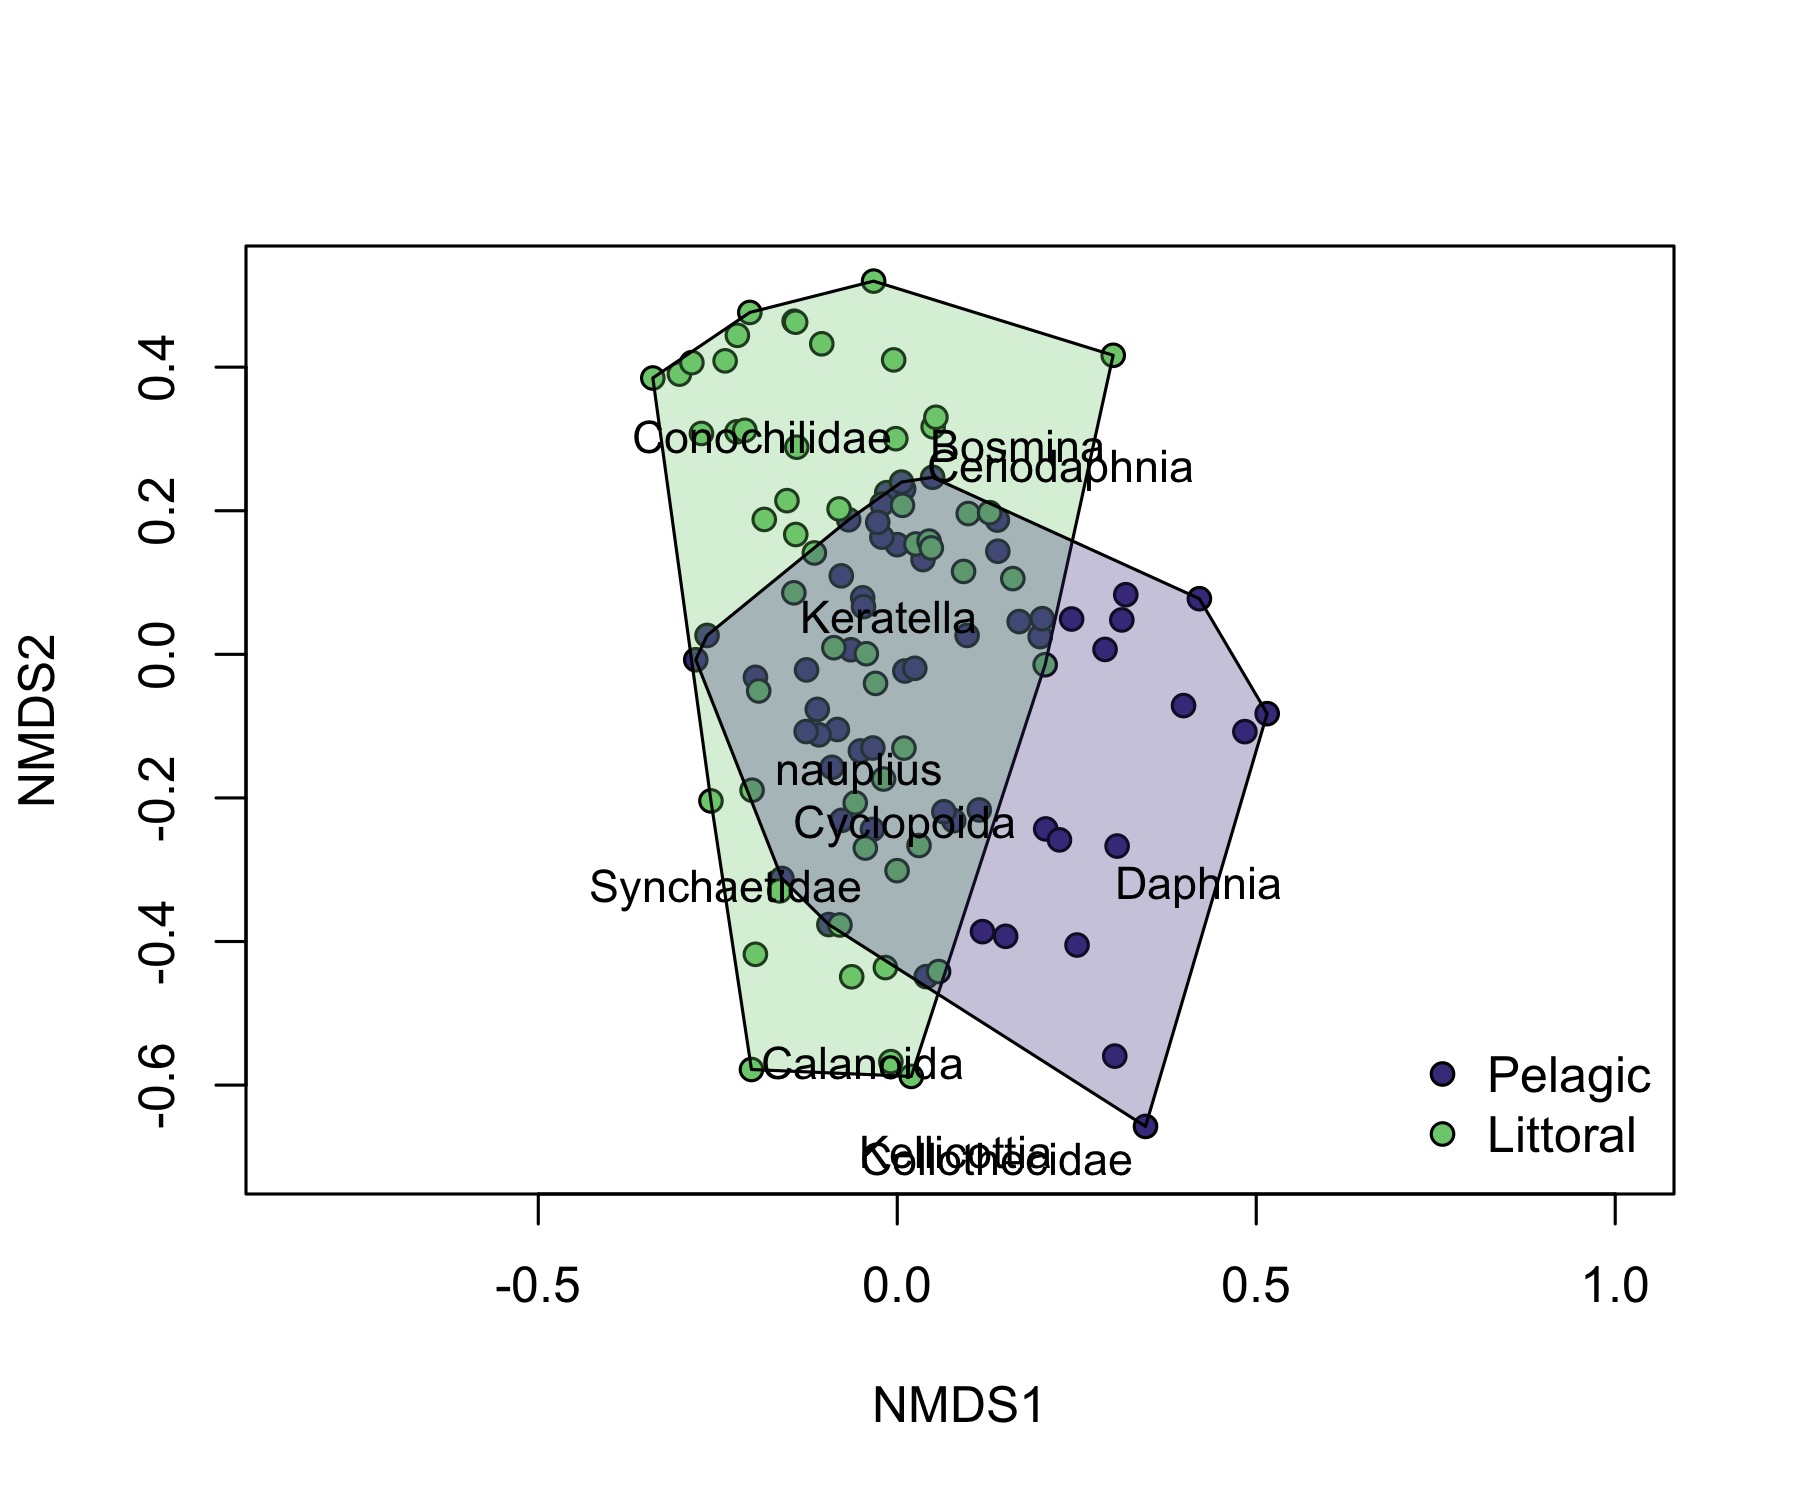 0.4
0.2
0.0
-0.2
-0.4
-0.6
NMDS2
Conochilidae
Bosmina
Ceriodaphnia
Keratella
nauplius
Cyclopoida
Synchaetidae
Daphnia
Calanoida
Kellicottia
Collothecidae
Pelagic
Littoral
-0.5
0.0
0.5
1.0
NMDS1